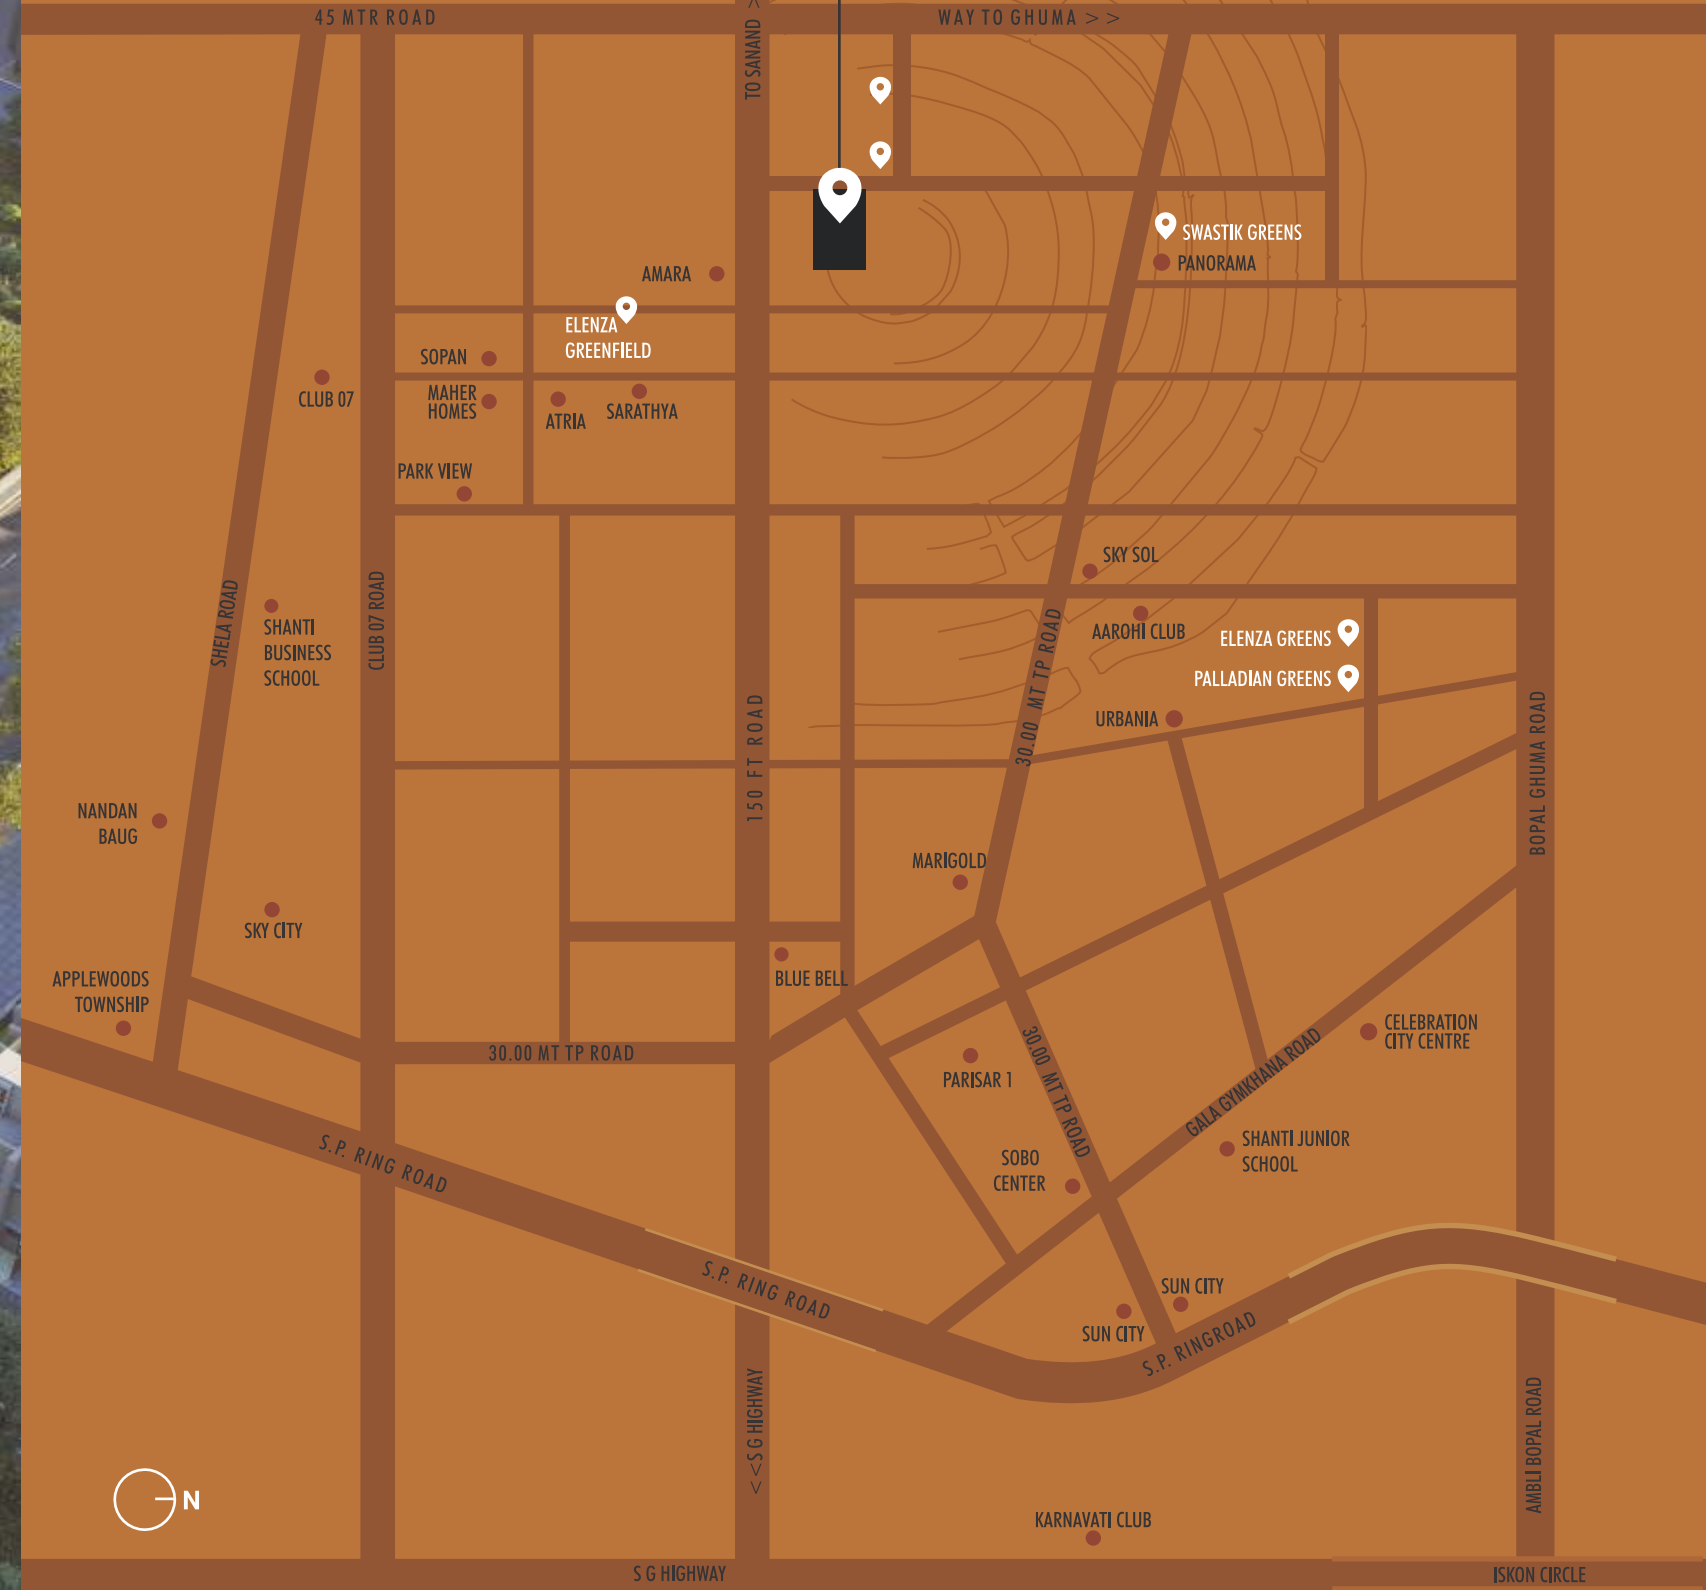 45 MTR ROAD
WAY TO GHUMA > >
TO SANAND >
SWASTIK GREENS
PANORAMA
AMARA
ELENZA
GREENFIELD
SOPAN
MAHER
HOMES
CLUB 07
ATRIA
SARATHYA
PARK VIEW
SKY SOL
SHELA ROAD
CLUB 07 ROAD
SHANTI
BUSINESS
SCHOOL
30.00 MT TP ROAD
AAROHI CLUB
ELENZA GREENS
PALLADIAN GREENS
URBANIA
150 FT ROAD
BOPAL GHUMA ROAD
NANDAN
BAUG
MARIGOLD
SKY CITY
BLUE BELL
APPLEWOODS
TOWNSHIP
30.00 MT TP ROAD
PARISAR 1
30.00 MT TP ROAD
GALA GYMKHANA ROAD
CELEBRATION
CITY CENTRE
S.P. RING ROAD
SOBO
CENTER
SHANTI JUNIOR
SCHOOL
S.P. RING ROAD
SUN CITY
SUN CITY
S.P. RINGROAD
<<S G HIGHWAY
AMBLI BOPAL ROAD
N
KARNAVATI CLUB
S G HIGHWAY
ISKON CIRCLE